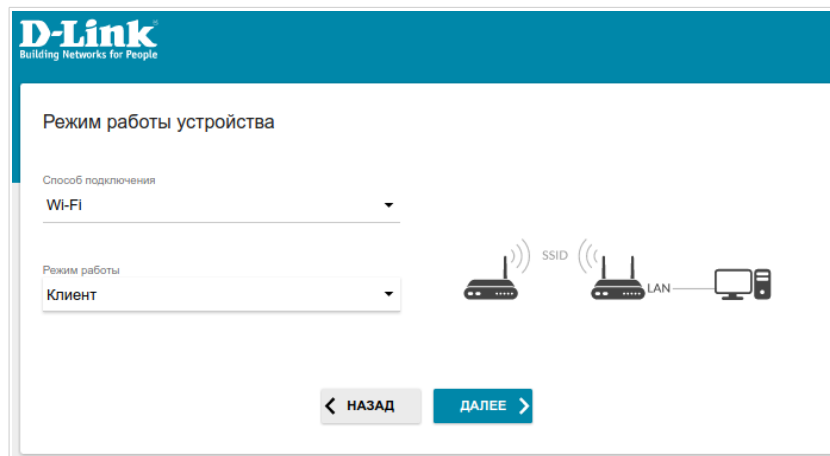 D-Link
Building Networks for People
Режим работы устройства
Способ подключения
Wi-Fi
Режим работы
Клиент
SSID
LAN
НАЗАД
ДАЛЕЕ